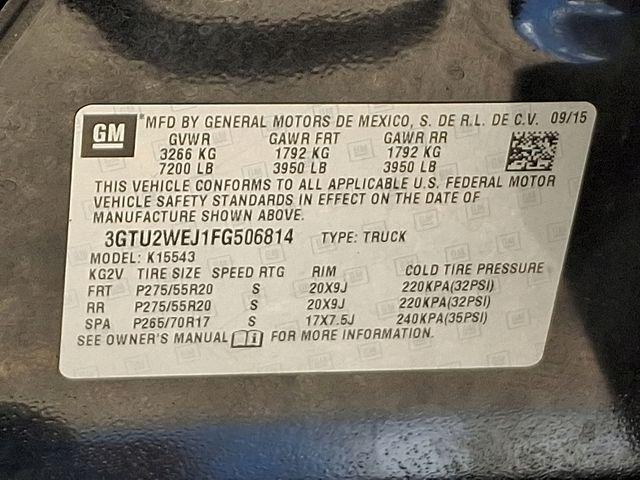 GM *MFD BY GENERAL MOTORS DE MEXICO, S. DE R.L. DE C.V. 09/15
GVWR GAWR FRT GAWR RR
3266 KG 1792 KG 1792 KG
7200 LB 3950 LB 3950 LB
THIS VEHICLE CONFORMS TO ALL APPLICABLE U.S. FEDERAL MOTOR
VEHICLE SAFETY STANDARDS IN EFFECT ON THE DATE OF
MANUFACTURE SHOWN ABOVE.
3GTU2WEJ1FG506814 TYPE: TRUCK
MODEL: K15543
KG2V TIRE SIZE SPEED RTG RIM COLD TIRE PRESSURE
FRT P275/55R20 S 20X9J 220KPA(32PSI)
RR P275/55R20 S 20X9J 220KPA(32PSI)
SPA P265/70R17 S 17X7.5J 240KPA(35PSI)
SEE OWNER'S MANUAL FOR MORE INFORMATION.